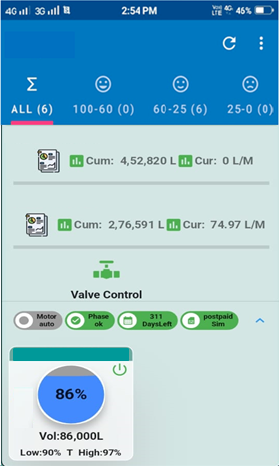 4G 3G 2:54 PM VoLTE 4G 46%
Σ
ALL (6) 100-60 (0) 60-25 (6) 25-0 (0)
Cum: 4,52,820 L Cur: 0 L/M
Cum: 2,76,591 L Cur: 74.97 L/M
Valve Control
Motor auto Phase ok 311 DaysLeft postpaid Sim
86%
Vol:86,000L
Low:90% T High:97%